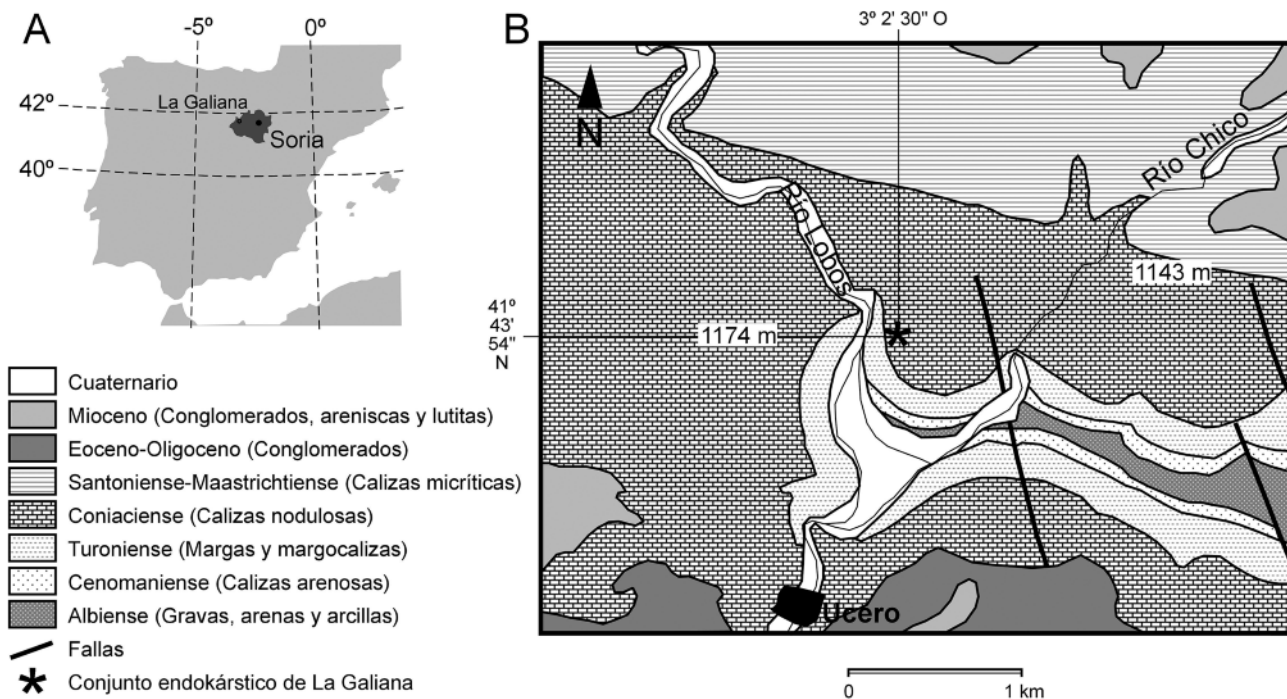 A
-5º
0º
42º
La Galiana
Soria
40º
B
3º 2' 30" O
N
Río Chico
Río Lobos
1143 m
41º
43'
54"
N
1174 m
Ucero
0
1 km
Cuaternario
Mioceno (Conglomerados, areniscas y lutitas)
Eoceno-Oligoceno (Conglomerados)
Santoniense-Maastrichtiense (Calizas micríticas)
Coniaciense (Calizas nodulosas)
Turoniense (Margas y margocalizas)
Cenomaniense (Calizas arenosas)
Albiense (Gravas, arenas y arcillas)
Fallas
Conjunto endokárstico de La Galiana